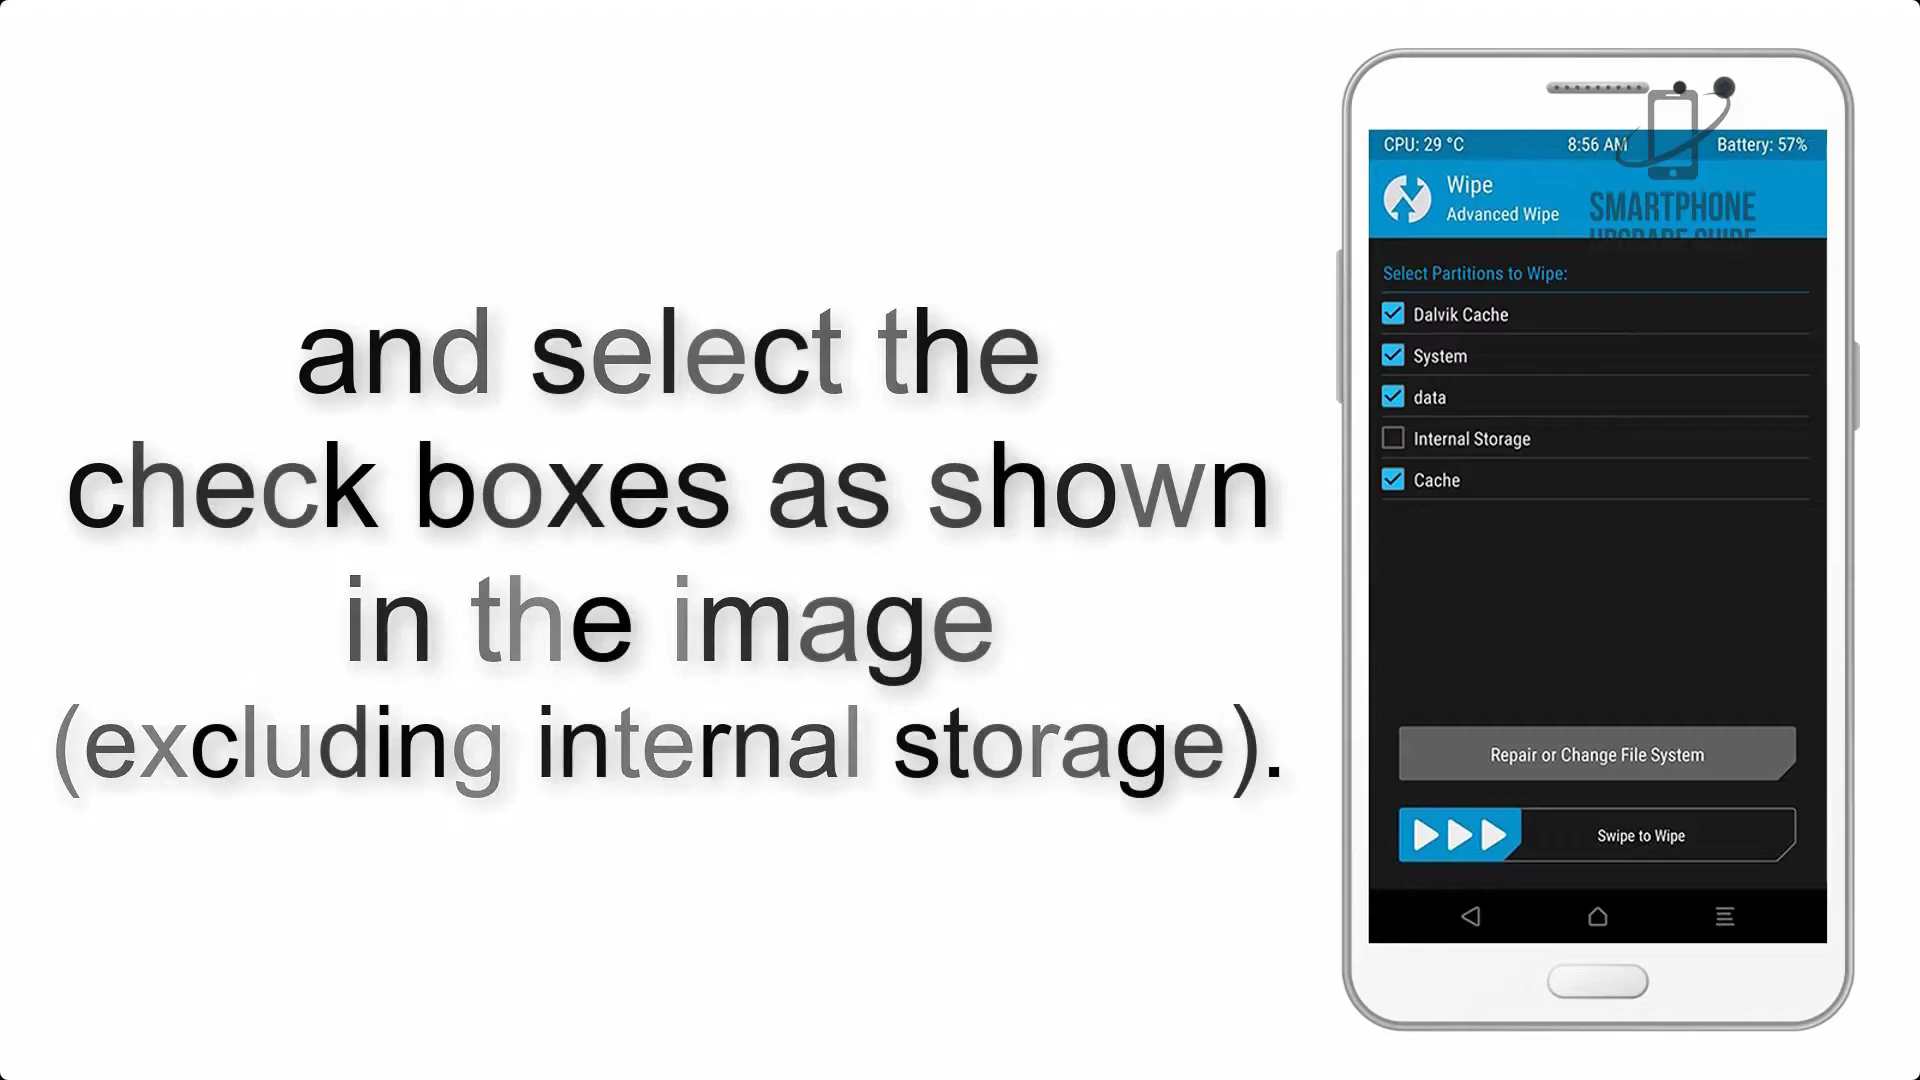 and select the
check boxes as shown
in the image
(excluding internal storage).
CPU: 29 °C 8:56 AM Battery: 57%
Wipe
Advanced Wipe
SMARTPHONE
UPGRADE GUIDE
Select Partitions to Wipe:
Dalvik Cache
System
data
Internal Storage
Cache
Repair or Change File System
Swipe to Wipe